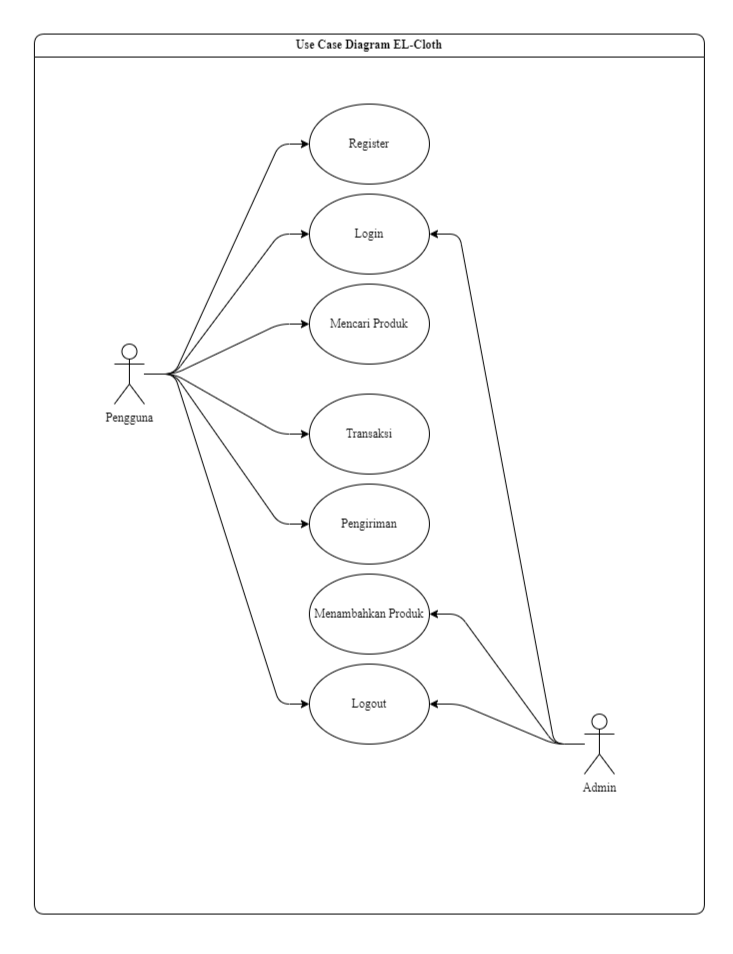 Use Case Diagram EL-Cloth
Register
Login
Mencari Produk
Pengguna
Transaksi
Pengiriman
Menambahkan Produk
Logout
Admin